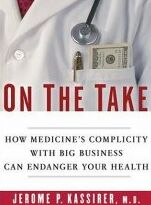 ON THE TAKE
HOW MEDICINE'S COMPLICITY
WITH BIG BUSINESS
CAN ENDANGER YOUR HEALTH
JEROME P. KASSIRER, M.D.